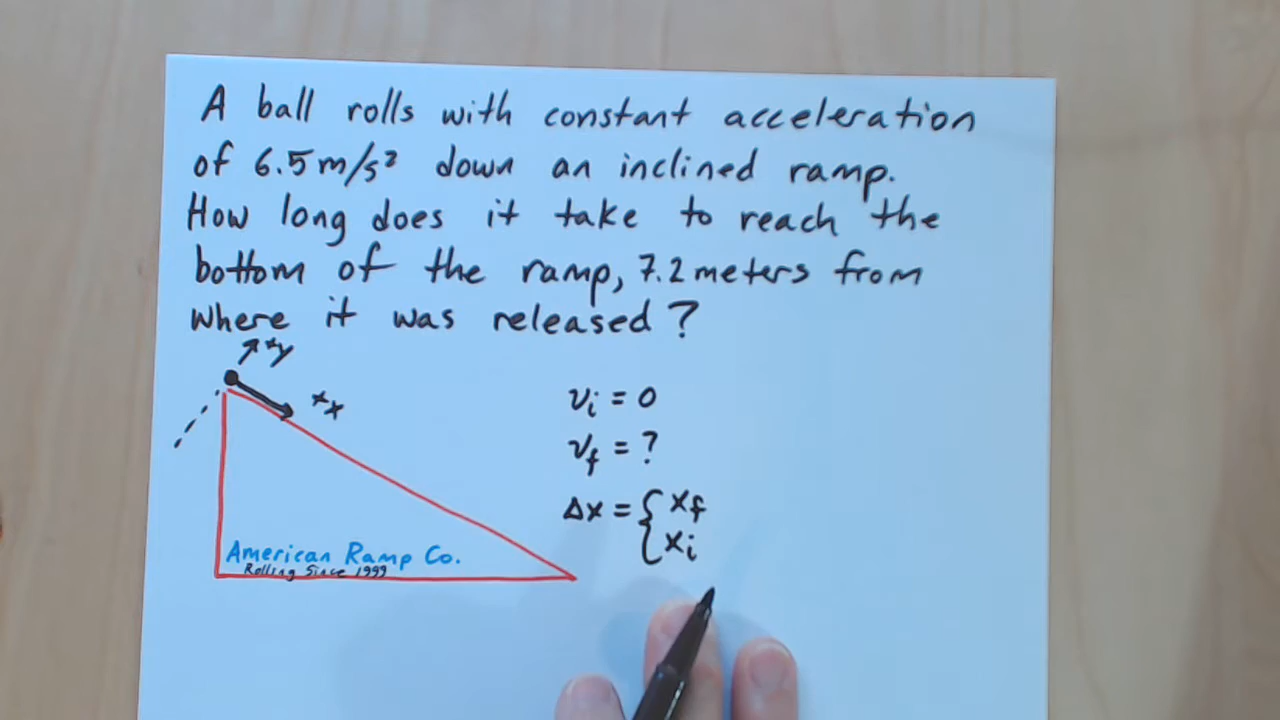 A ball rolls with constant acceleration
of 6.5 m/s² down an inclined ramp.
How long does it take to reach the
bottom of the ramp, 7.2 meters from
where it was released?
+y
+x
American Ramp Co.
Rolling Since 1999
vi = 0
vf = ?
Δx = { xf
xi